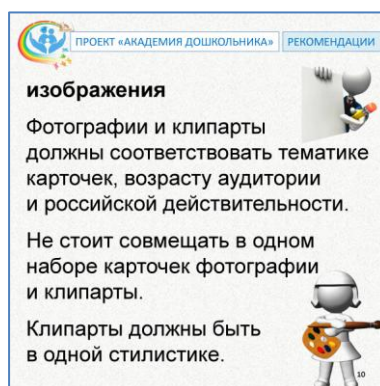 ПРОЕКТ «АКАДЕМИЯ ДОШКОЛЬНИКА» РЕКОМЕНДАЦИИ
изображения
Фотографии и клипарты
должны соответствовать тематике
карточек, возрасту аудитории
и российской действительности.
Не стоит совмещать в одном
наборе карточек фотографии
и клипарты.
Клипарты должны быть
в одной стилистике.
10